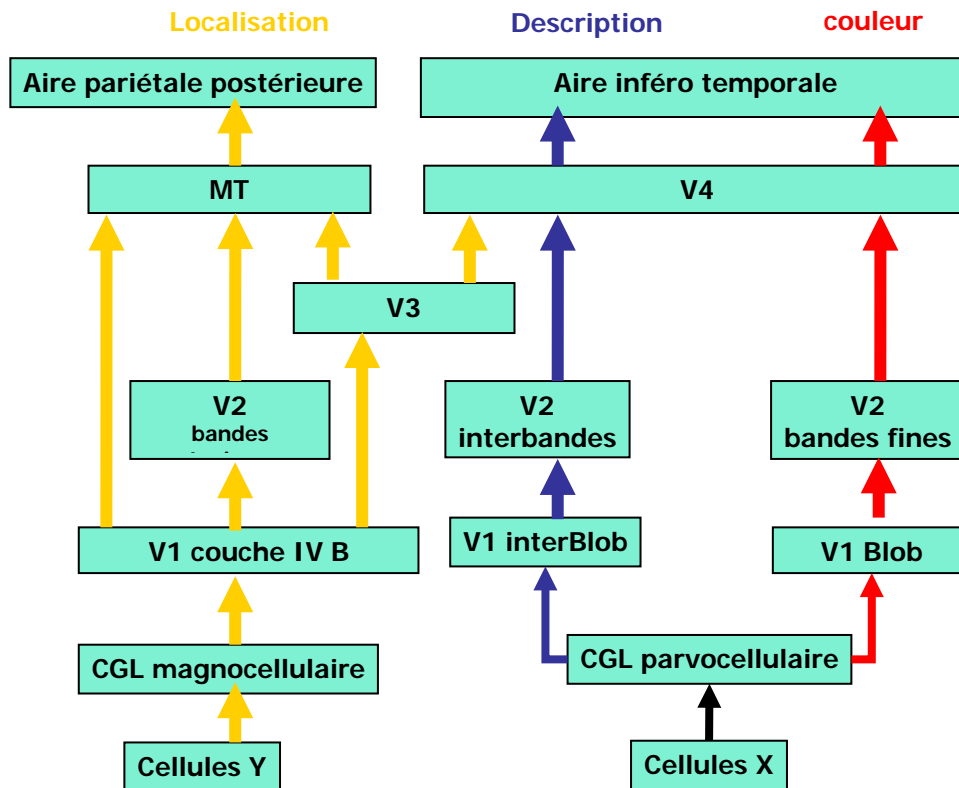 Localisation
Description
couleur
Aire pariétale postérieure
Aire inféro temporale
MT
V4
V3
V2
bandes
V2
interbandes
V2
bandes fines
V1 couche IV B
V1 interBlob
V1 Blob
CGL magnocellulaire
CGL parvocellulaire
Cellules Y
Cellules X